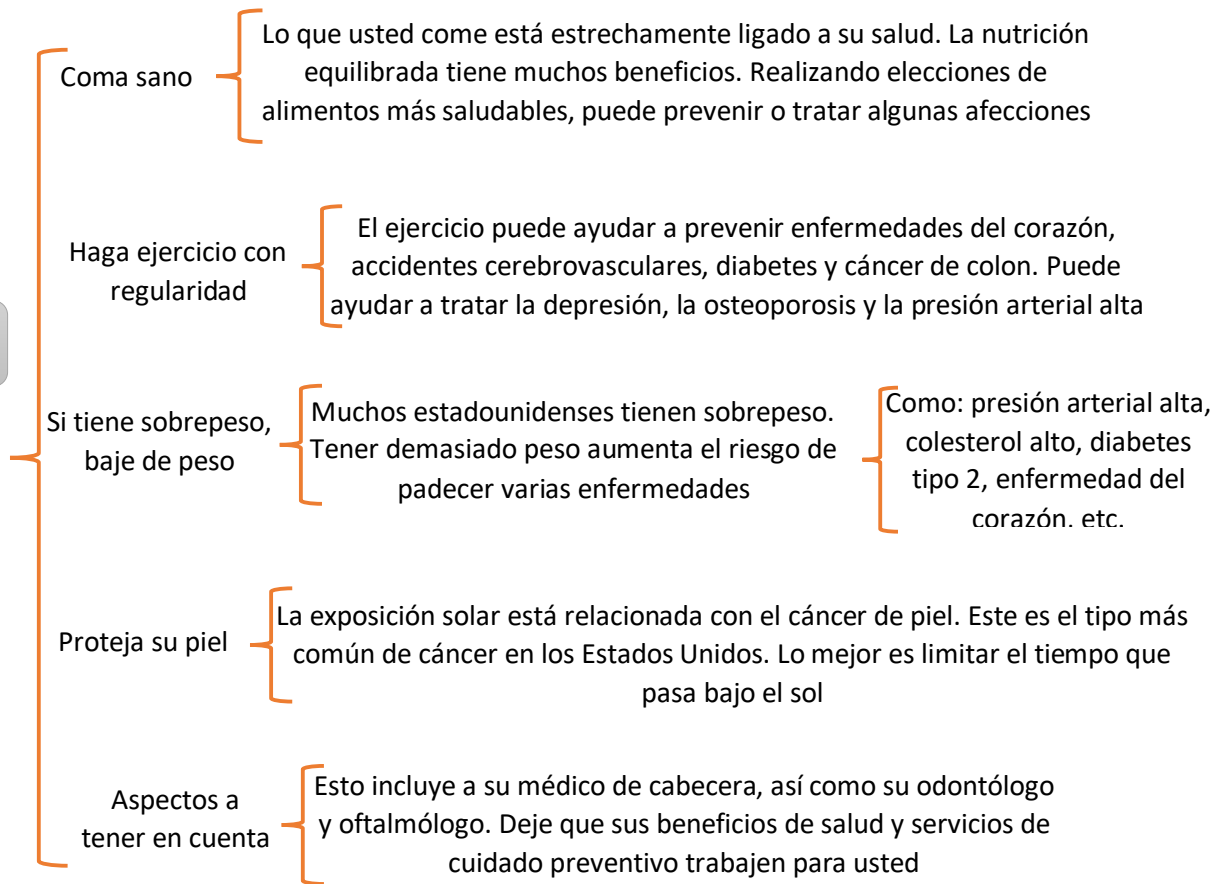 Coma sano
Lo que usted come está estrechamente ligado a su salud. La nutrición
equilibrada tiene muchos beneficios. Realizando elecciones de
alimentos más saludables, puede prevenir o tratar algunas afecciones
Haga ejercicio con
regularidad
El ejercicio puede ayudar a prevenir enfermedades del corazón,
accidentes cerebrovasculares, diabetes y cáncer de colon. Puede
ayudar a tratar la depresión, la osteoporosis y la presión arterial alta
Si tiene sobrepeso,
baje de peso
Muchos estadounidenses tienen sobrepeso.
Tener demasiado peso aumenta el riesgo de
padecer varias enfermedades
Como: presión arterial alta,
colesterol alto, diabetes
tipo 2, enfermedad del
corazón, etc.
Proteja su piel
La exposición solar está relacionada con el cáncer de piel. Este es el tipo más
común de cáncer en los Estados Unidos. Lo mejor es limitar el tiempo que
pasa bajo el sol
Aspectos a
tener en cuenta
Esto incluye a su médico de cabecera, así como su odontólogo
y oftalmólogo. Deje que sus beneficios de salud y servicios de
cuidado preventivo trabajen para usted